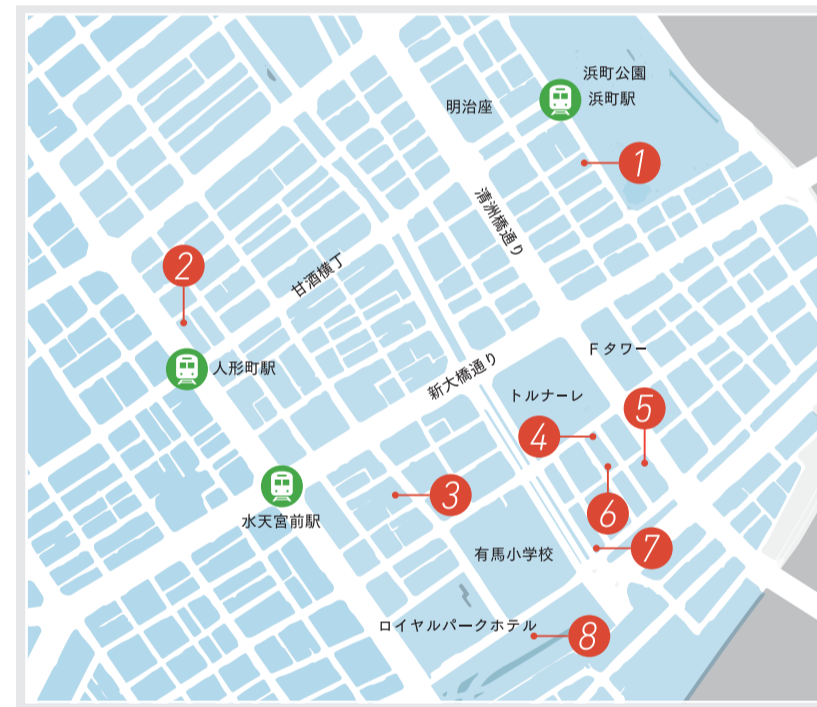 浜町公園
浜町駅
明治座
1
清洲橋通り
2
甘酒横丁
人形町駅
Fタワー
新大橋通り
トルナーレ
5
4
3
水天宮前駅
6
7
有馬小学校
ロイヤルパークホテル
8